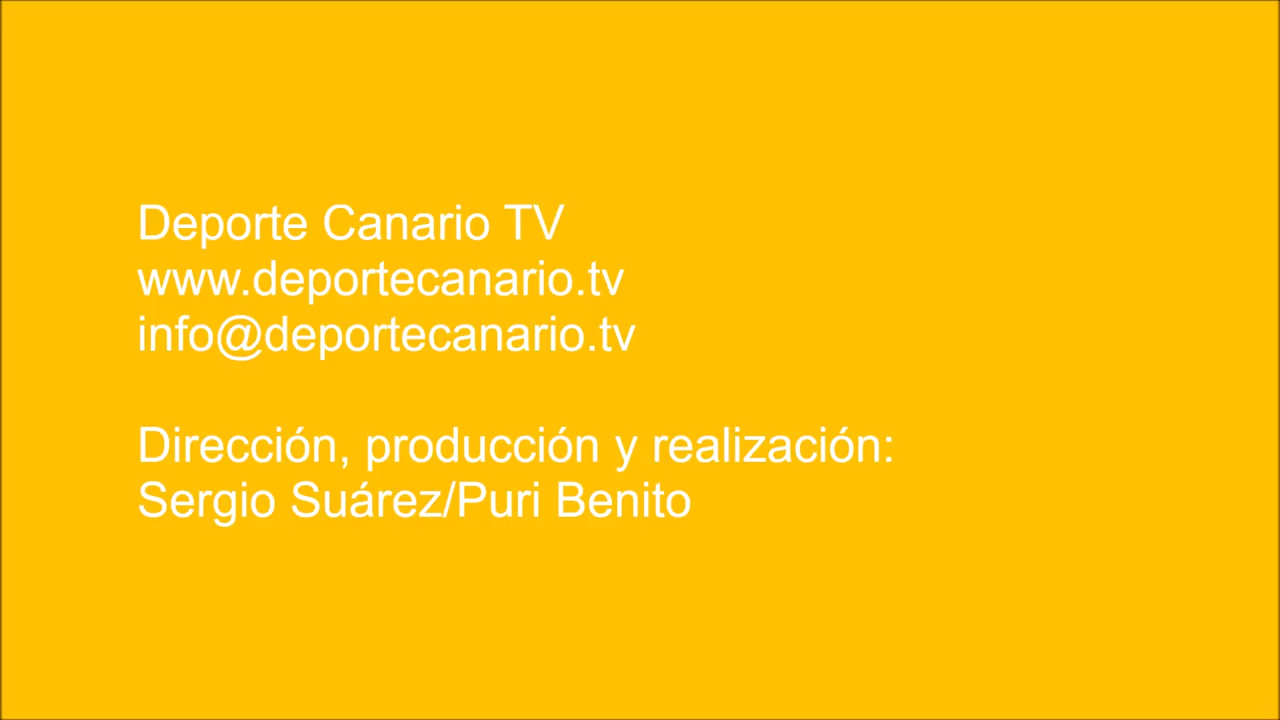 Deporte Canario TV
www.deportecanario.tv
info@deportecanario.tv
Dirección, producción y realización:
Sergio Suárez/Puri Benito